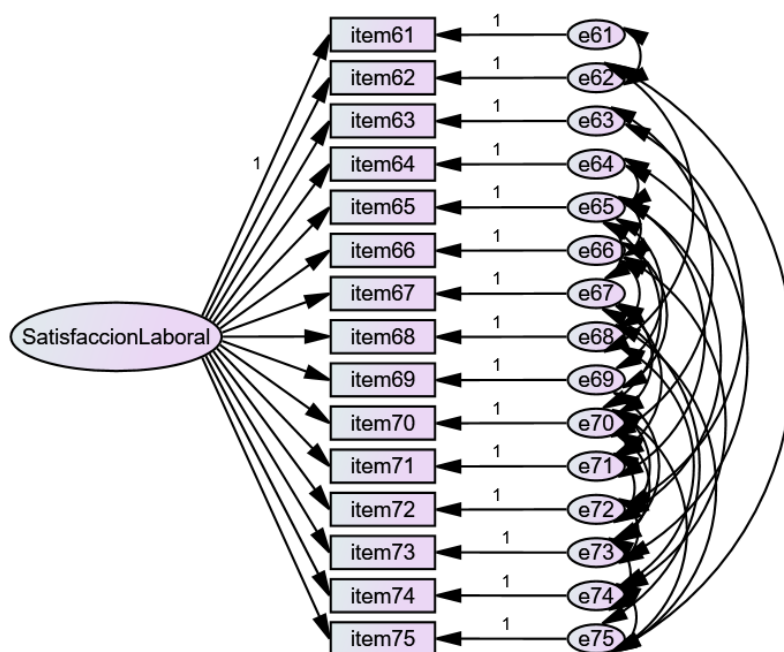 1
item61 1 e61
item62 1 e62
item63 1 e63
item64 1 e64
item65 1 e65
item66 1 e66
item67 1 e67
SatisfaccionLaboral
item68 1 e68
item69 1 e69
item70 1 e70
item71 1 e71
item72 1 e72
item73 1 e73
item74 1 e74
item75 1 e75